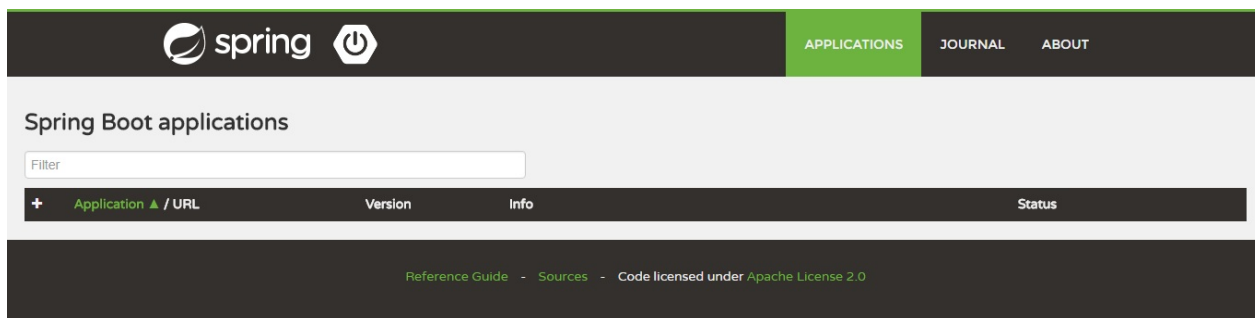 spring
APPLICATIONS JOURNAL ABOUT
Spring Boot applications
Filter
+ Application ▲ / URL Version Info Status
Reference Guide - Sources - Code licensed under Apache License 2.0